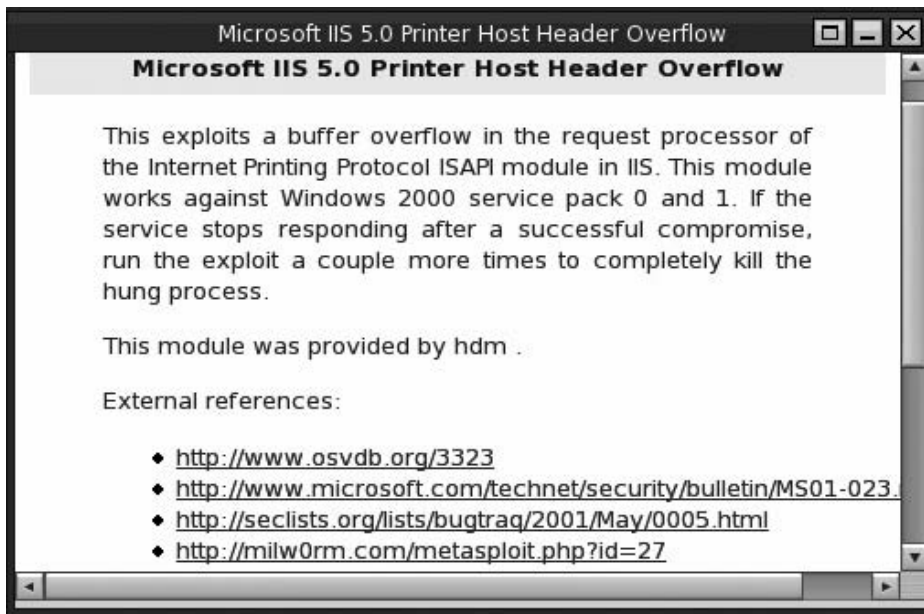 Microsoft IIS 5.0 Printer Host Header Overflow
Microsoft IIS 5.0 Printer Host Header Overflow
This exploits a buffer overflow in the request processor of
the Internet Printing Protocol ISAPI module in IIS. This module
works against Windows 2000 service pack 0 and 1. If the
service stops responding after a successful compromise,
run the exploit a couple more times to completely kill the
hung process.
This module was provided by hdm .
External references:
http://www.osvdb.org/3323
http://www.microsoft.com/technet/security/bulletin/MS01-023.
http://seclists.org/lists/bugtraq/2001/May/0005.html
http://milw0rm.com/metasploit.php?id=27